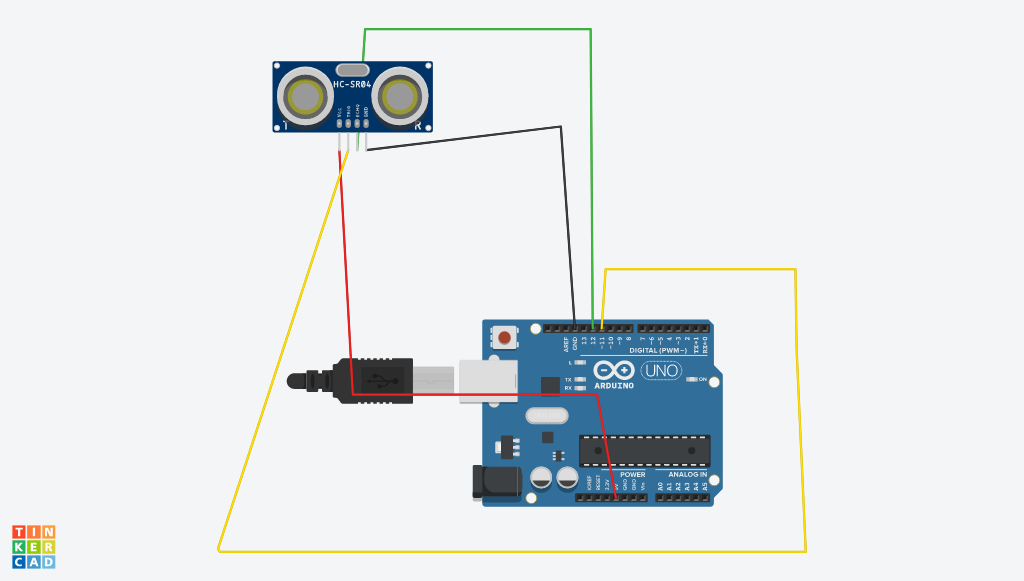 HC-SR04
VCC
TRIG
ECHO
GND
T
R
AREF
GND
13
12
~11
~10
~9
8
7
~6
~5
~4
~3
2
TX→1
RX←0
DIGITAL (PWM~)
L
TX
RX
ARDUINO
UNO
ON
POWER
ANALOG IN
IOREF
RESET
3.3V
5V
GND
GND
Vin
A0
A1
A2
A3
A4
A5
TIN
KER
CAD